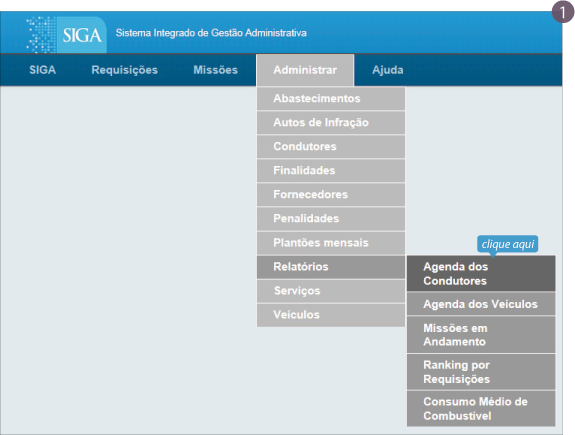 1
SIGA Sistema Integrado de Gestão Administrativa
SIGA Requisições Missões Administrar Ajuda
Abastecimentos
Autos de Infração
Condutores
Finalidades
Fornecedores
Penalidades
Plantões mensais
clique aqui
Relatórios
Agenda dos
Condutores
Serviços
Agenda dos Veículos
Veículos
Missões em
Andamento
Ranking por
Requisições
Consumo Médio de
Combustível